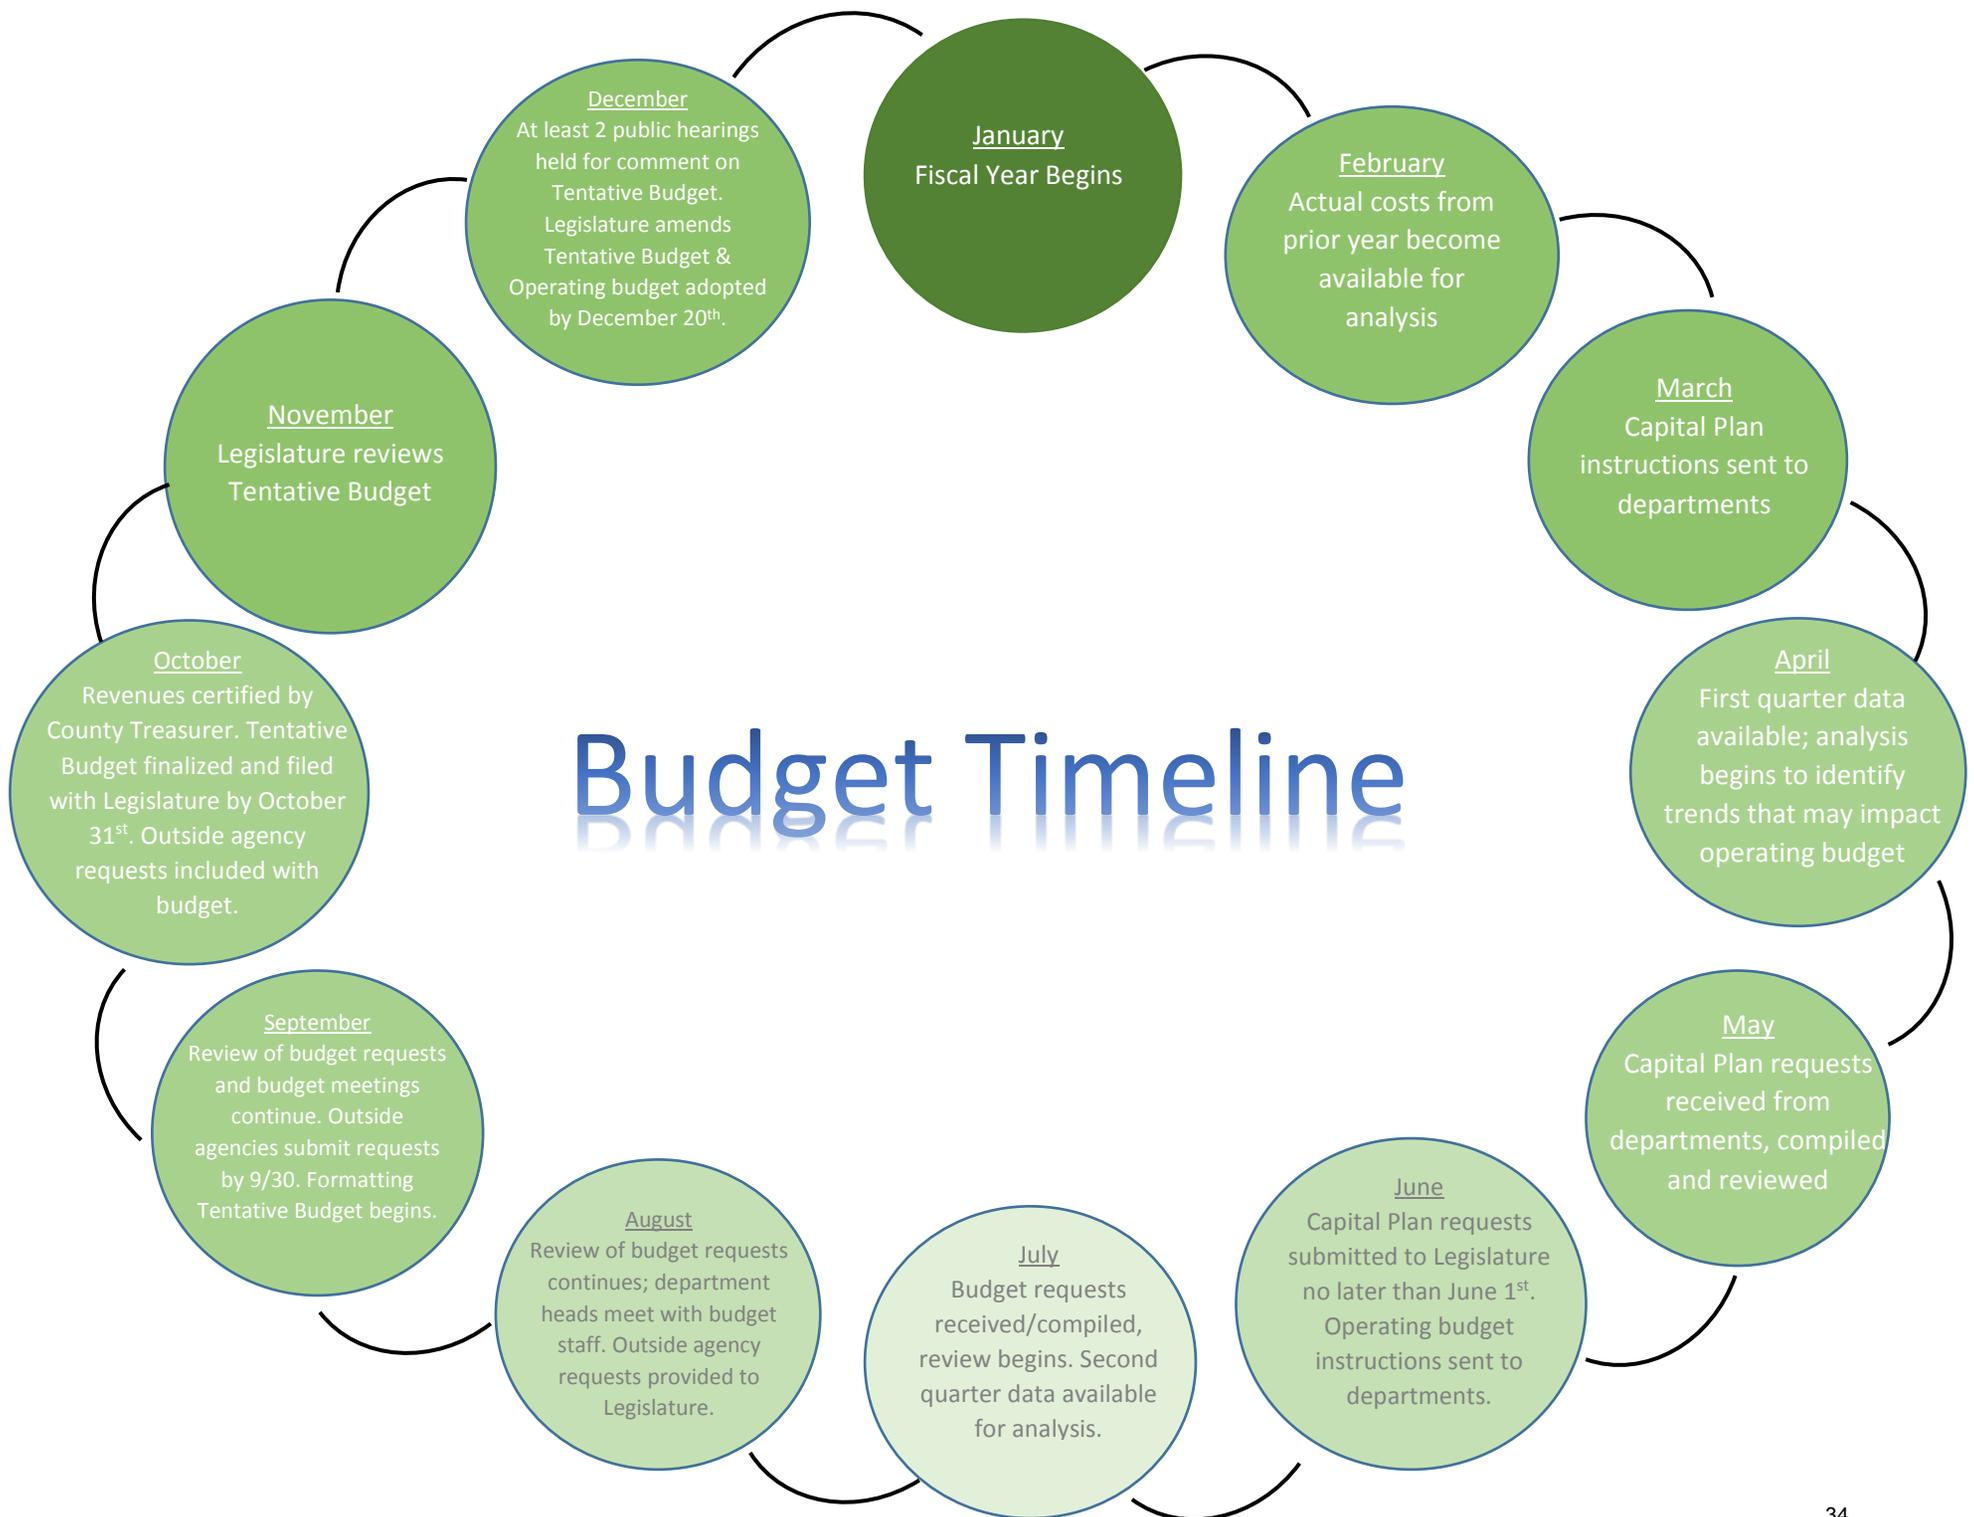 January
Fiscal Year Begins
February
Actual costs from
prior year become
available for
analysis
March
Capital Plan
instructions sent to
departments
April
First quarter data
available; analysis
begins to identify
trends that may impact
operating budget
May
Capital Plan requests
received from
departments, compiled
and reviewed
June
Capital Plan requests
submitted to Legislature
no later than June 1st.
Operating budget
instructions sent to
departments.
July
Budget requests
received/compiled,
review begins. Second
quarter data available
for analysis.
August
Review of budget requests
continues; department
heads meet with budget
staff. Outside agency
requests provided to
Legislature.
September
Review of budget requests
and budget meetings
continue. Outside
agencies submit requests
by 9/30. Formatting
Tentative Budget begins.
October
Revenues certified by
County Treasurer. Tentative
Budget finalized and filed
with Legislature by October
31st. Outside agency
requests included with
budget.
November
Legislature reviews
Tentative Budget
December
At least 2 public hearings
held for comment on
Tentative Budget.
Legislature amends
Tentative Budget &
Operating budget adopted
by December 20th.
Budget Timeline
34